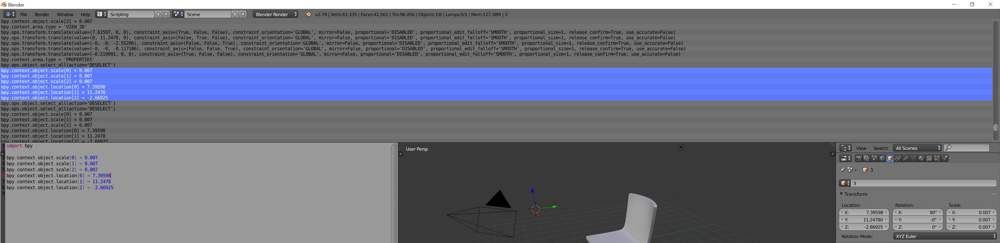 Blender
File Render Window Help Scripting Scene Blender Render v2.79 | Verts:61,335 | Faces:41,562 | Tris:96,456 | Objects:1/8 | Lamps:0/1 | Mem:127.38M | 3
bpy.context.object.scale[2] = 0.007
bpy.context.area.type = 'VIEW_3D'
bpy.ops.transform.translate(value=(7.61597, 0, 0), constraint_axis=(True, False, False), constraint_orientation='GLOBAL', mirror=False, proportional='DISABLED', proportional_edit_falloff='SMOOTH', proportional_size=1, release_confirm=True, use_accurate=False)
bpy.ops.transform.translate(value=(0, 11.2478, 0), constraint_axis=(False, True, False), constraint_orientation='GLOBAL', mirror=False, proportional='DISABLED', proportional_edit_falloff='SMOOTH', proportional_size=1, release_confirm=True, use_accurate=False)
bpy.ops.transform.translate(value=(-0, -0, -2.55206), constraint_axis=(False, False, True), constraint_orientation='GLOBAL', mirror=False, proportional='DISABLED', proportional_edit_falloff='SMOOTH', proportional_size=1, release_confirm=True, use_accurate=False)
bpy.ops.transform.translate(value=(-0, -0, -0.117186), constraint_axis=(False, False, True), constraint_orientation='GLOBAL', mirror=False, proportional='DISABLED', proportional_edit_falloff='SMOOTH', proportional_size=1, release_confirm=True, use_accurate=False)
bpy.ops.transform.translate(value=(-0.219991, 0, 0), constraint_axis=(True, False, False), constraint_orientation='GLOBAL', mirror=False, proportional='DISABLED', proportional_edit_falloff='SMOOTH', proportional_size=1, release_confirm=True, use_accurate=False)
bpy.context.area.type = 'PROPERTIES'
bpy.ops.object.select_all(action='DESELECT')
bpy.context.object.scale[0] = 0.007
bpy.context.object.scale[1] = 0.007
bpy.context.object.scale[2] = 0.007
bpy.context.object.location[0] = 7.39598
bpy.context.object.location[1] = 11.2478
bpy.context.object.location[2] = -2.66925
bpy.ops.object.select_all(action='DESELECT')
bpy.ops.object.select_all(action='DESELECT')
bpy.context.object.scale[0] = 0.007
bpy.context.object.scale[1] = 0.007
bpy.context.object.scale[2] = 0.007
bpy.context.object.location[0] = 7.39598
bpy.context.object.location[1] = 11.2478
bpy.context.object.location[2] = -2.66925
1 import bpy
2
3 bpy.context.object.scale[0] = 0.007
4 bpy.context.object.scale[1] = 0.007
5 bpy.context.object.scale[2] = 0.007
6 bpy.context.object.location[0] = 7.39598
7 bpy.context.object.location[1] = 11.2478
8 bpy.context.object.location[2] = -2.66925
9
User Persp
View Search All Scenes
3
3
Transform
Location: Rotation: Scale:
X: 7.39598 X: 90° X: 0.007
Y: 11.24780 Y: -0° Y: 0.007
Z: -2.66925 Z: 0° Z: 0.007
Rotation Mode: XYZ Euler